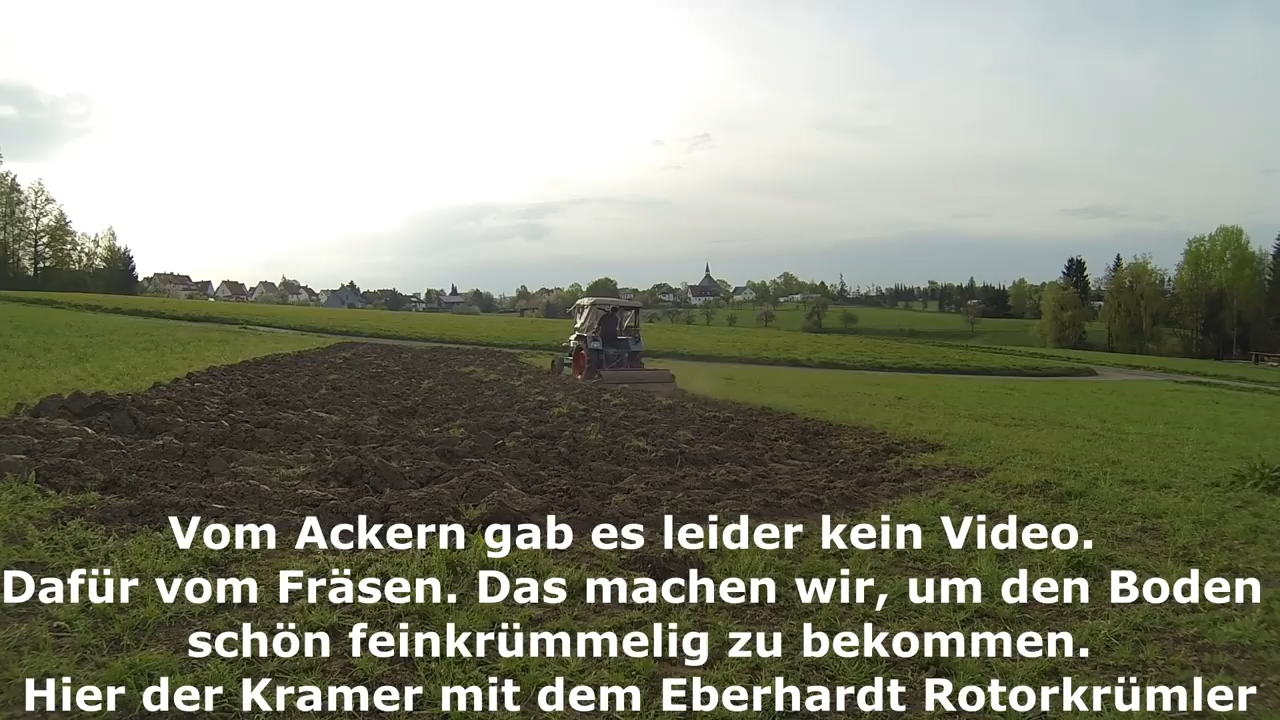 Vom Ackern gab es leider kein Video.
Dafür vom Fräsen. Das machen wir, um den Boden
schön feinkrümmelig zu bekommen.
Hier der Kramer mit dem Eberhardt Rotorkrümler